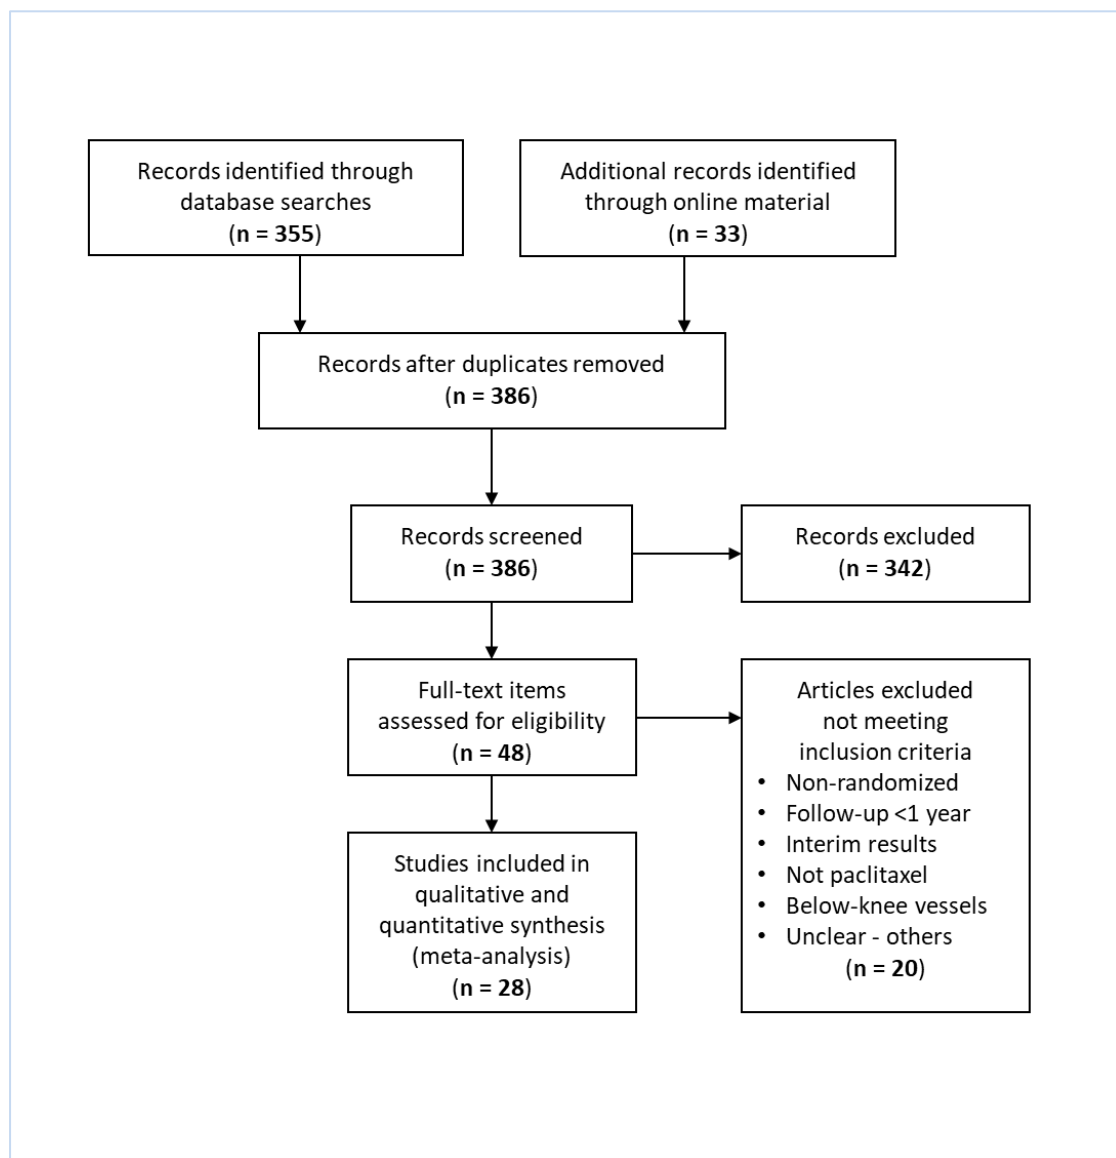 Records identified through
database searches
(n = 355)
Additional records identified
through online material
(n = 33)
Records after duplicates removed
(n = 386)
Records screened
(n = 386)
Records excluded
(n = 342)
Full-text items
assessed for eligibility
(n = 48)
Articles excluded
not meeting
inclusion criteria
• Non-randomized
• Follow-up <1 year
• Interim results
• Not paclitaxel
• Below-knee vessels
• Unclear - others
(n = 20)
Studies included in
qualitative and
quantitative synthesis
(meta-analysis)
(n = 28)